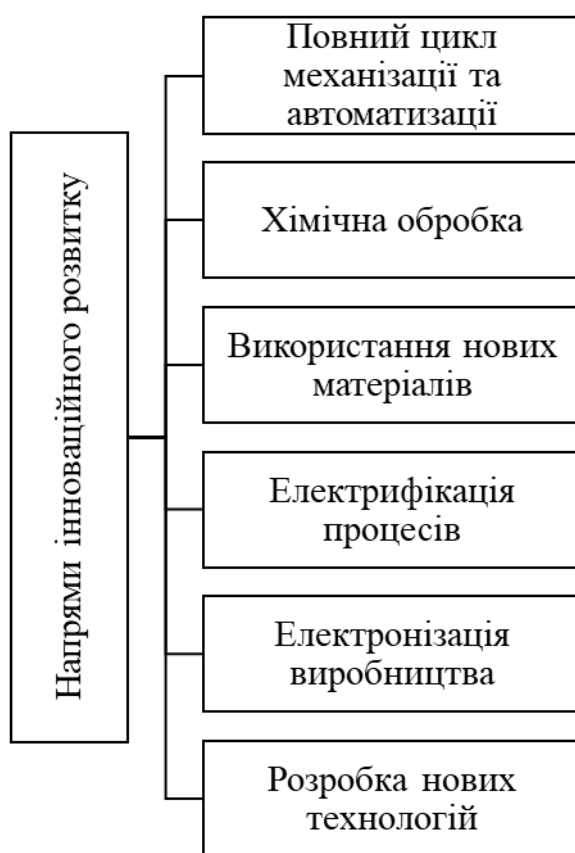 Напрями інноваційного розвитку
Повний цикл
механізації та
автоматизації
Хімічна обробка
Використання нових
матеріалів
Електрифікація
процесів
Електронізація
виробництва
Розробка нових
технологій